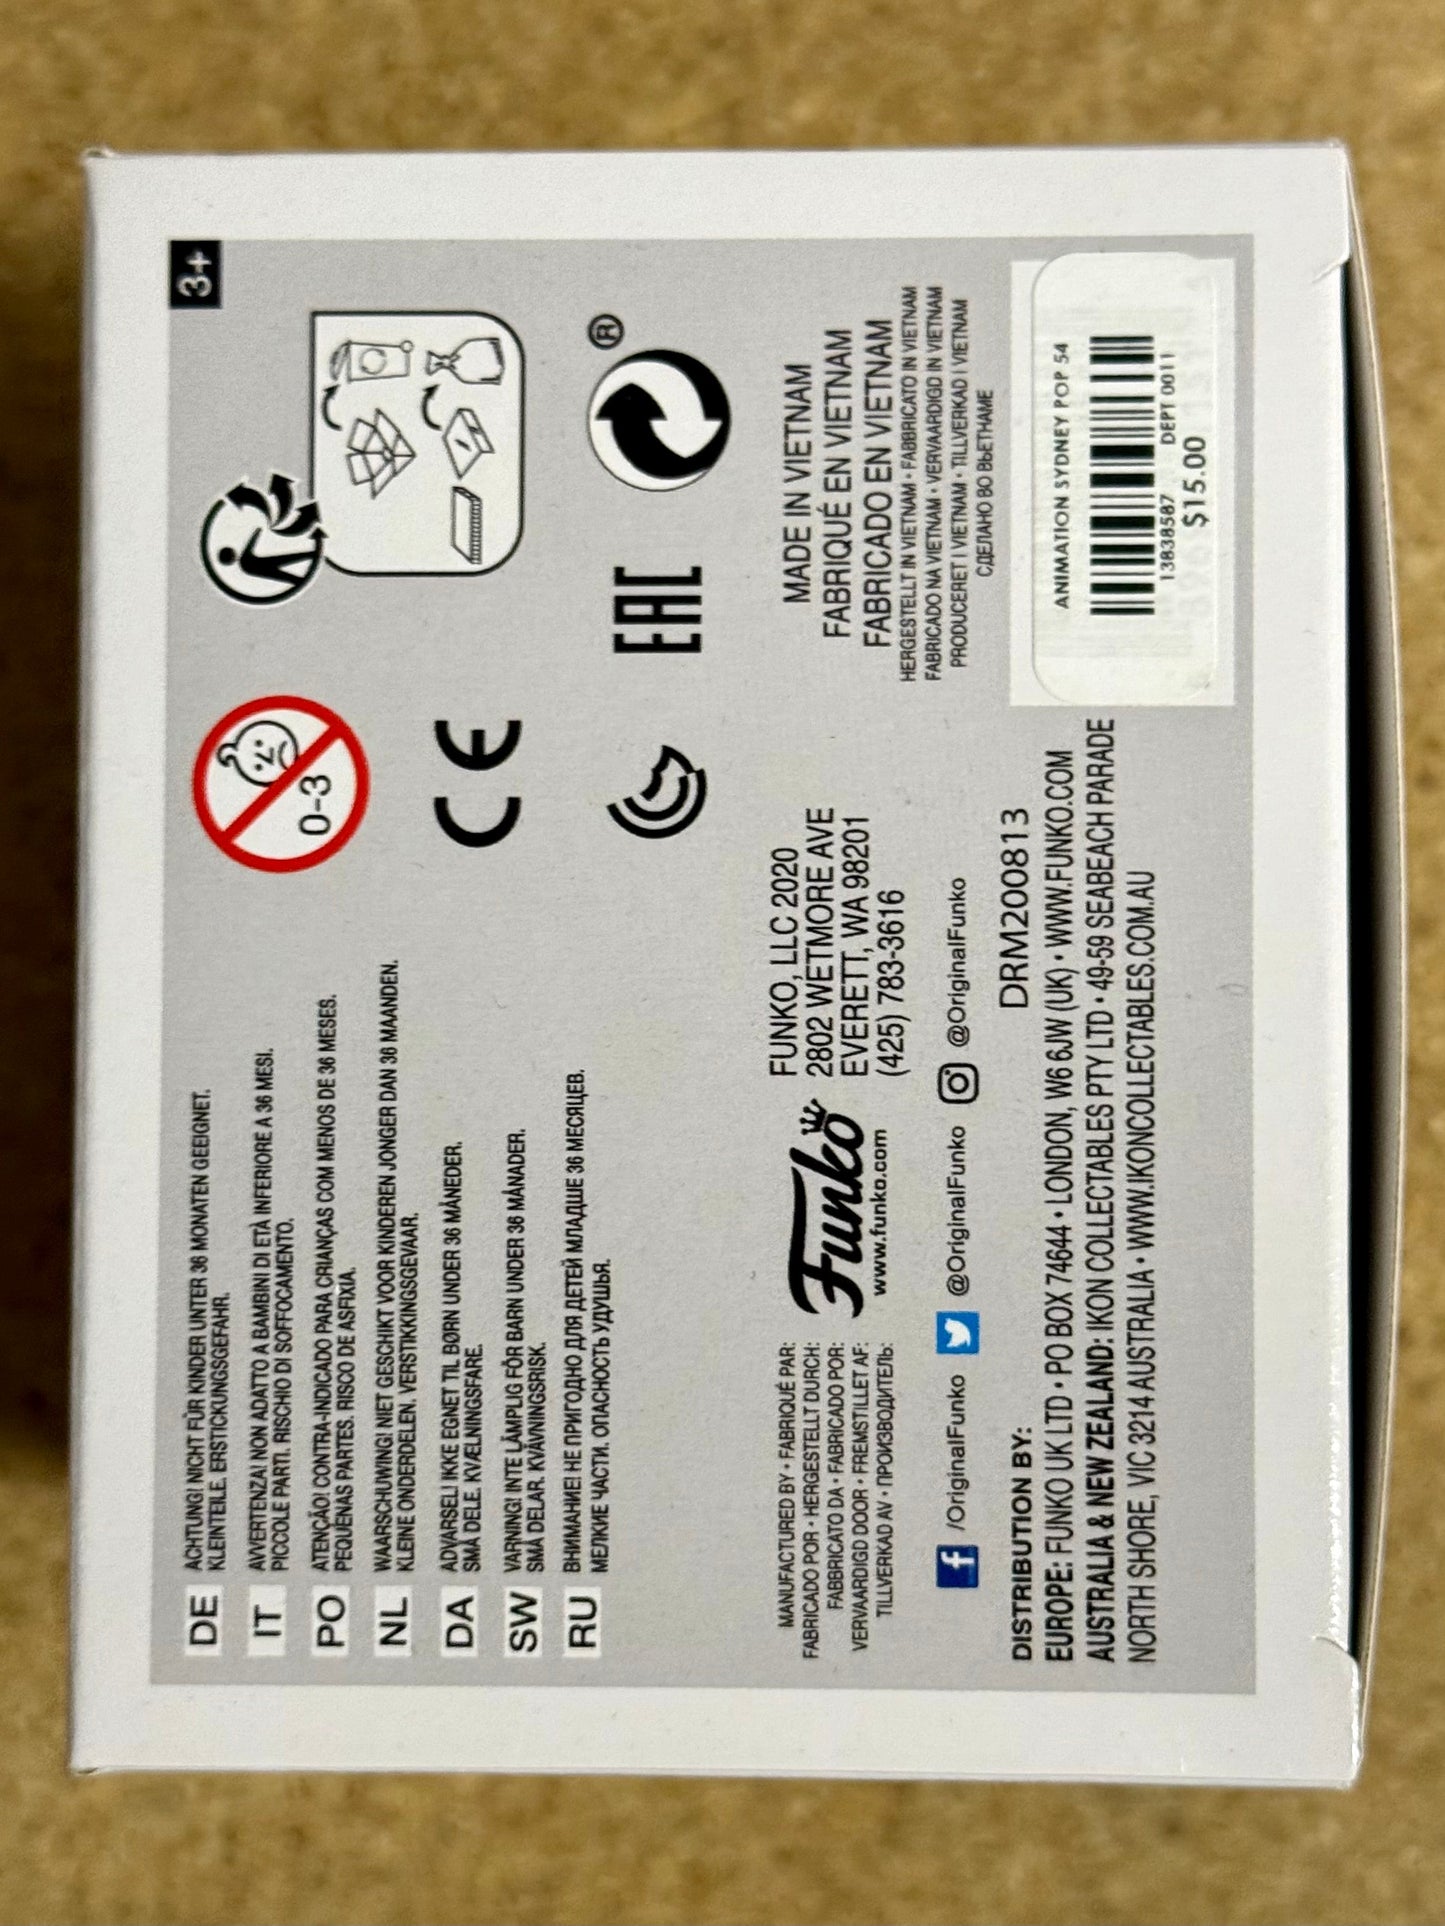 3+
DE ACHTUNG! NICHT FÜR KINDER UNTER 36 MONATEN GEEIGNET.
KLEINTEILE. ERSTICKUNGSGEFAHR.
IT AVVERTENZA! NON ADATTO A BAMBINI DI ETÀ INFERIORE A 36 MESI.
PICCOLE PARTI. RISCHIO DI SOFFOCAMENTO.
PO ATENÇÃO! CONTRA-INDICADO PARA CRIANÇAS COM MENOS DE 36 MESES.
PEQUENAS PARTES. RISCO DE ASFIXIA.
NL WAARSCHUWING! NIET GESCHIKT VOOR KINDEREN JONGER DAN 36 MAANDEN.
KLEINE ONDERDELEN. VERSTIKKINGSGEVAAR.
DA ADVARSEL! IKKE EGNET TIL BØRN UNDER 36 MÅNEDER.
SMÅ DELE. KVÆLNINGSFARE.
SW VARNING! INTE LÄMPLIG FÖR BARN UNDER 36 MÅNADER.
SMÅ DELAR. KVÄVNINGSRISK.
RU ВНИМАНИЕ! НЕ ПРИГОДНО ДЛЯ ДЕТЕЙ МЛАДШЕ 36 МЕСЯЦЕВ.
МЕЛКИЕ ЧАСТИ. ОПАСНОСТЬ УДУШЬЯ.
0-3
CE
EAC
®
MANUFACTURED BY • FABRIQUÉ PAR:
FABRICADO POR • HERGESTELLT DURCH:
FABBRICATO DA • FABRICADO POR:
VERVAARDIGD DOOR • FREMSTILLET AF:
TILLVERKAD AV • ПРОИЗВОДИТЕЛЬ:
Funko
www.funko.com
FUNKO, LLC 2020
2802 WETMORE AVE
EVERETT, WA 98201
(425) 783-3616
MADE IN VIETNAM
FABRIQUÉ EN VIETNAM
FABRICADO EN VIETNAM
HERGESTELLT IN VIETNAM • FABBRICATO IN VIETNAM
FABRICADO NA VIETNAM • VERVAARDIGD IN VIETNAM
PRODUCERET I VIETNAM • TILLVERKAD I VIETNAM
СДЕЛАНО ВО ВЬЕТНАМЕ
f /OriginalFunko @OriginalFunko @OriginalFunko
DRM200813
DISTRIBUTION BY:
EUROPE: FUNKO UK LTD • PO BOX 74644 • LONDON, W6 6JW (UK) • WWW.FUNKO.COM
AUSTRALIA & NEW ZEALAND: IKON COLLECTABLES PTY LTD • 49-59 SEABEACH PARADE
NORTH SHORE, VIC 3214 AUSTRALIA • WWW.IKONCOLLECTABLES.COM.AU
ANIMATION SYDNEY POP 54
13838587 DEPT 0011
$15.00